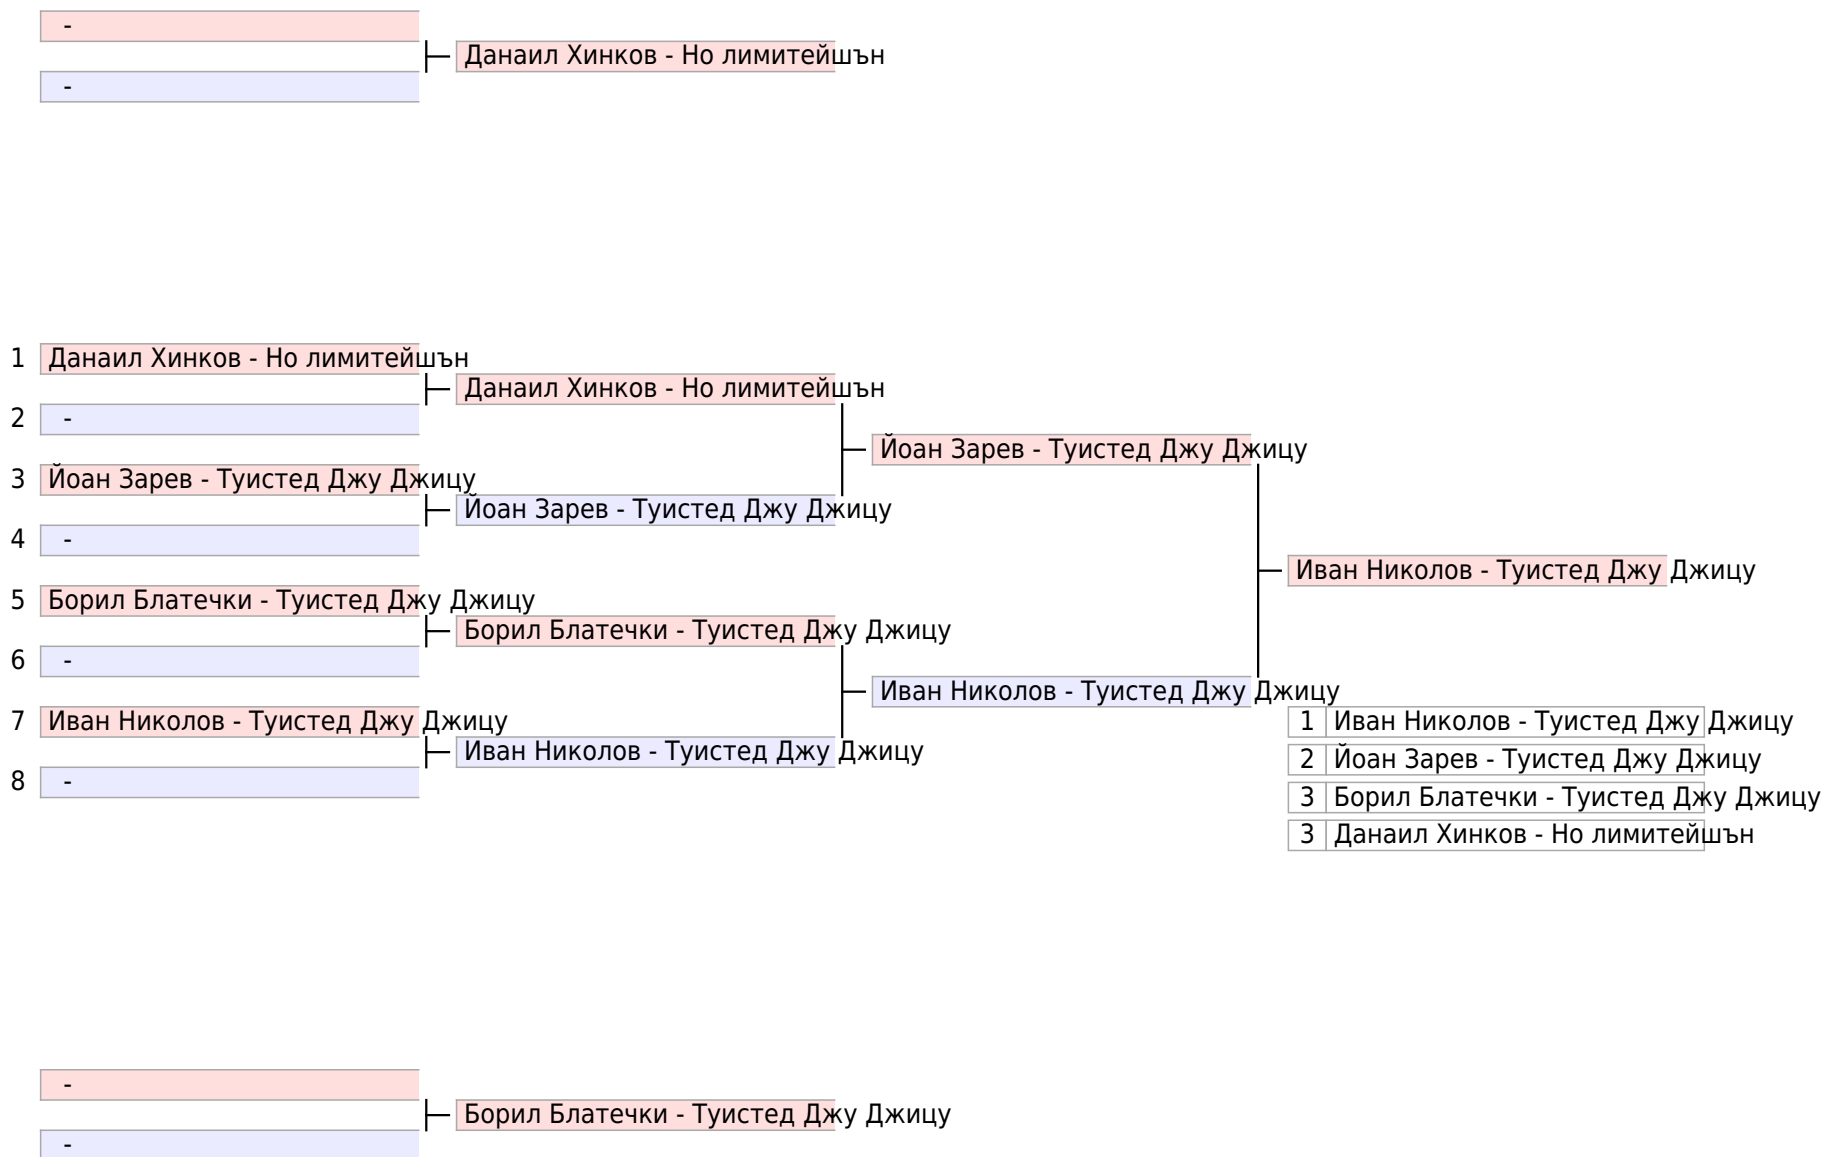 -
Данаил Хинков - Но лимитейшън
-
1 Данаил Хинков - Но лимитейшън
Данаил Хинков - Но лимитейшън
2 -
Йоан Зарев - Туистед Джу Джицу
3 Йоан Зарев - Туистед Джу Джицу
Йоан Зарев - Туистед Джу Джицу
4 -
Иван Николов - Туистед Джу Джицу
5 Борил Блатечки - Туистед Джу Джицу
Борил Блатечки - Туистед Джу Джицу
6 -
Иван Николов - Туистед Джу Джицу
7 Иван Николов - Туистед Джу Джицу
1 Иван Николов - Туистед Джу Джицу
Иван Николов - Туистед Джу Джицу
2 Йоан Зарев - Туистед Джу Джицу
8 -
3 Борил Блатечки - Туистед Джу Джицу
3 Данаил Хинков - Но лимитейшън
-
Борил Блатечки - Туистед Джу Джицу
-